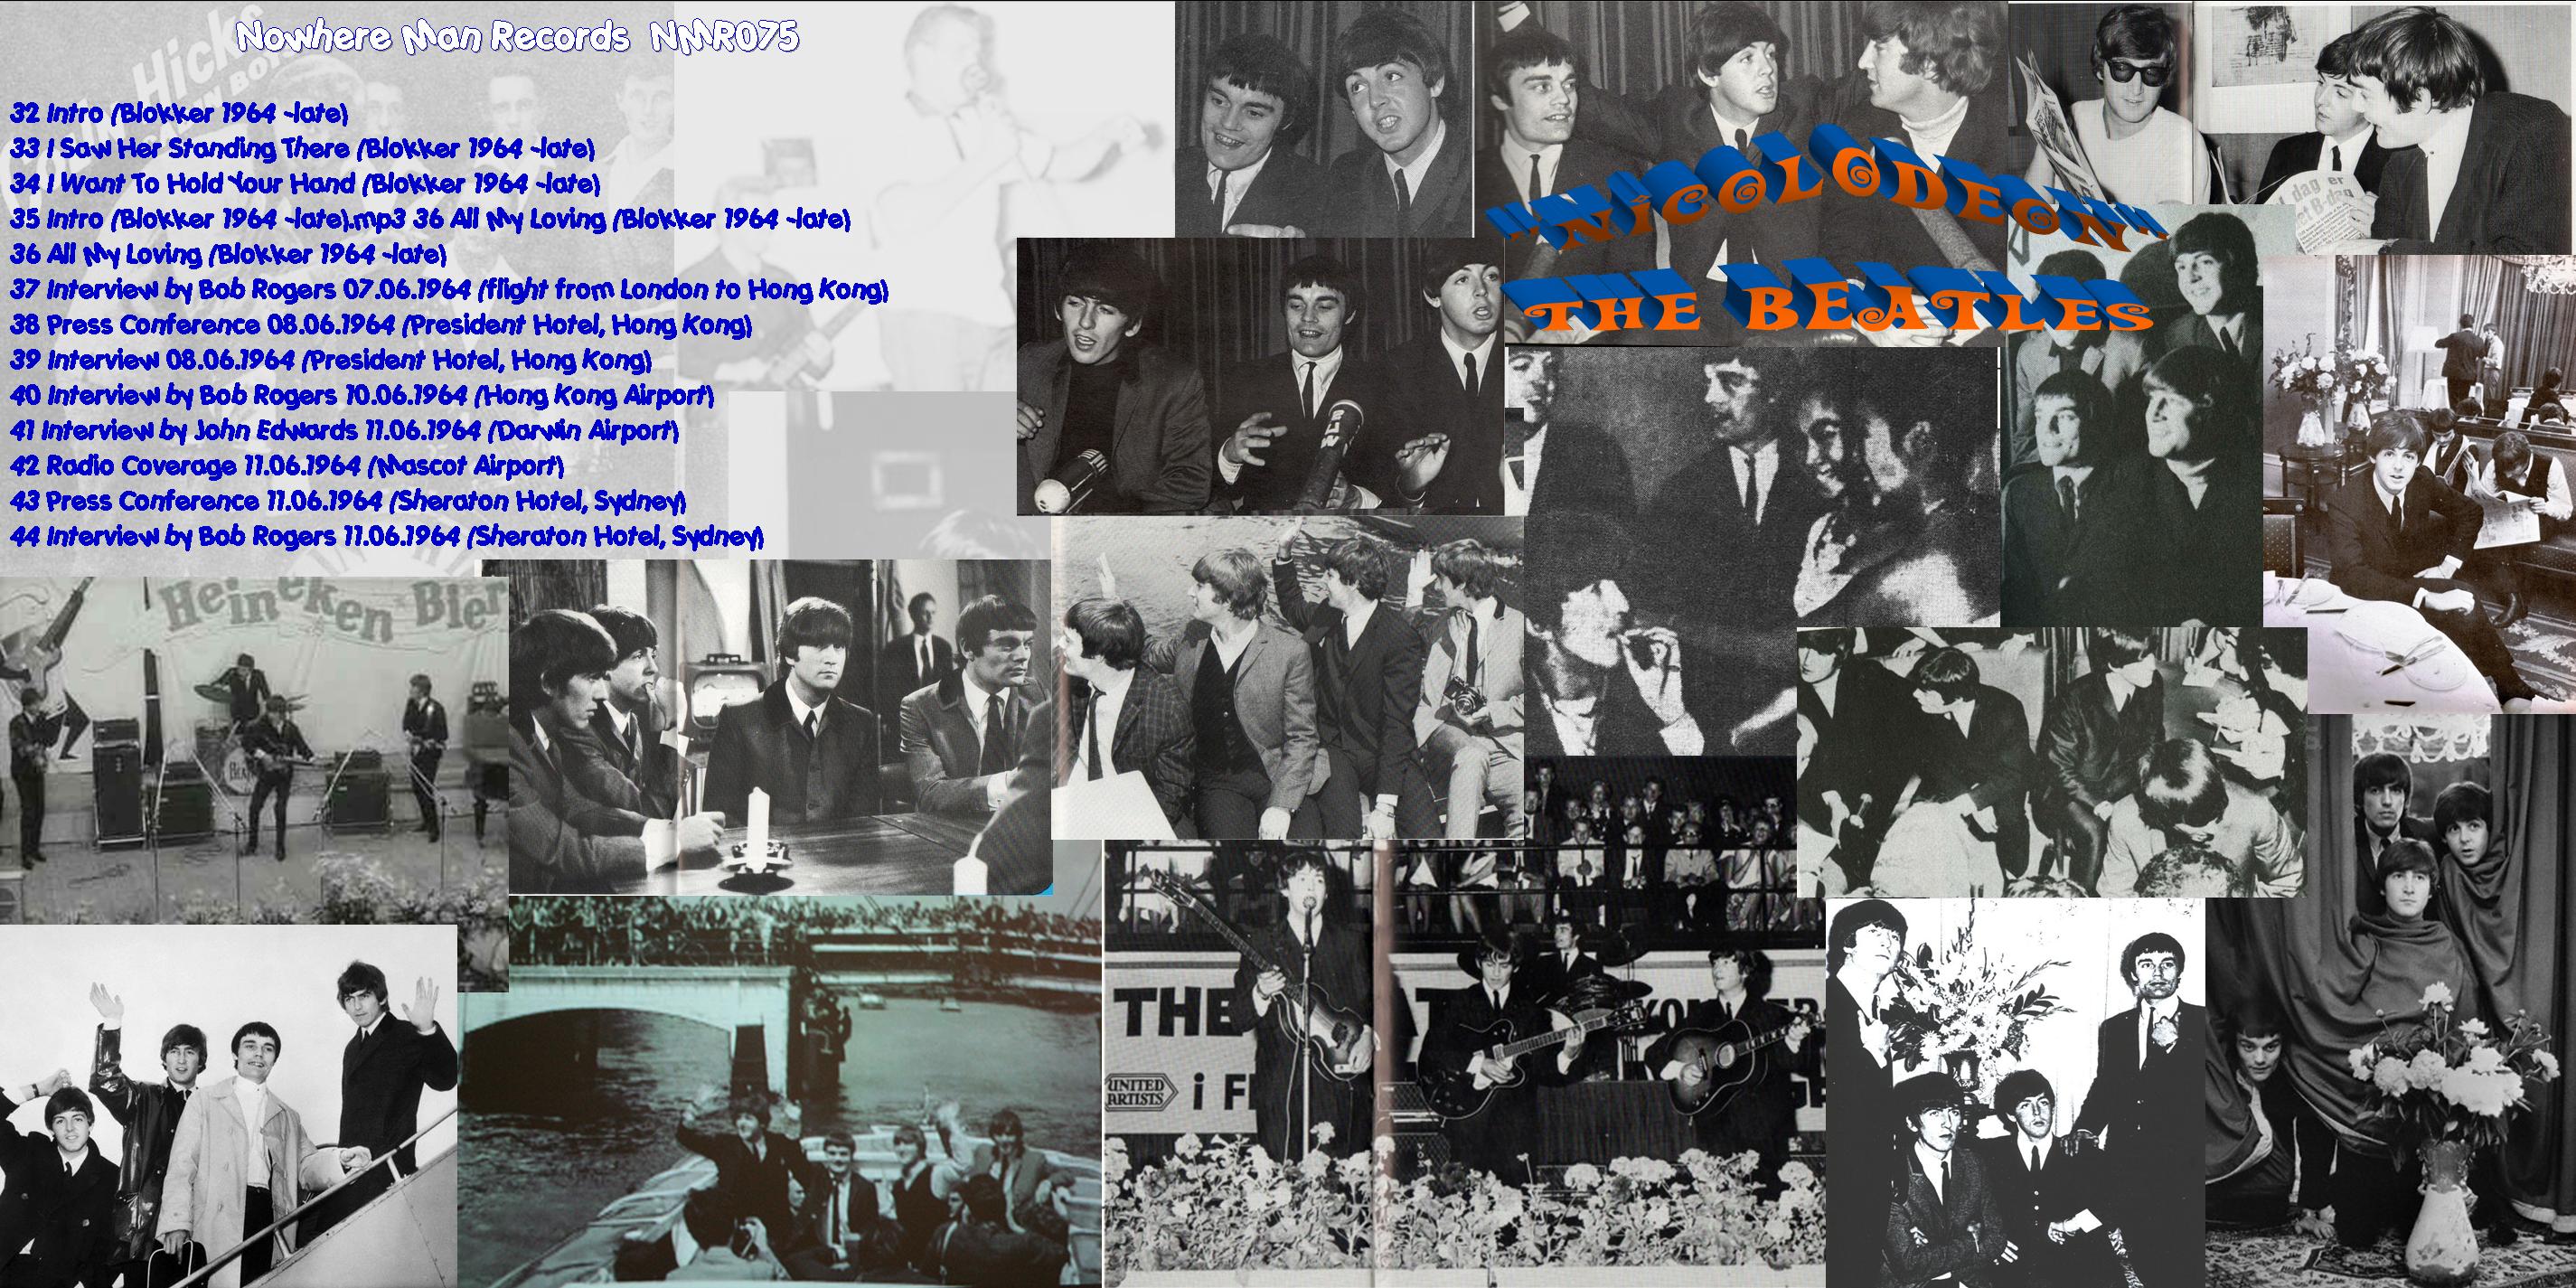 Nowhere Man Records NMR075
Hicks
32 Intro (Blokker 1964 -late)
33 I Saw Her Standing There (Blokker 1964 -late)
34 I Want To Hold Your Hand (Blokker 1964 -late)
35 Intro (Blokker 1964 -late).mp3 36 All My Loving (Blokker 1964 -late)
36 All My Loving (Blokker 1964 -late)
37 Interview by Bob Rogers 07.06.1964 (flight from London to Hong Kong)
38 Press Conference 08.06.1964 (President Hotel, Hong Kong)
39 Interview 08.06.1964 (President Hotel, Hong Kong)
40 Interview by Bob Rogers 10.06.1964 (Hong Kong Airport)
41 Interview by John Edwards 11.06.1964 (Darwin Airport)
42 Radio Coverage 11.06.1964 (Mascot Airport)
43 Press Conference 11.06.1964 (Sheraton Hotel, Sydney)
44 Interview by Bob Rogers 11.06.1964 (Sheraton Hotel, Sydney)
"NICOLODEON"
THE BEATLES
dag er
Heineken Bier
THE
UNITED
ARTISTS
i F